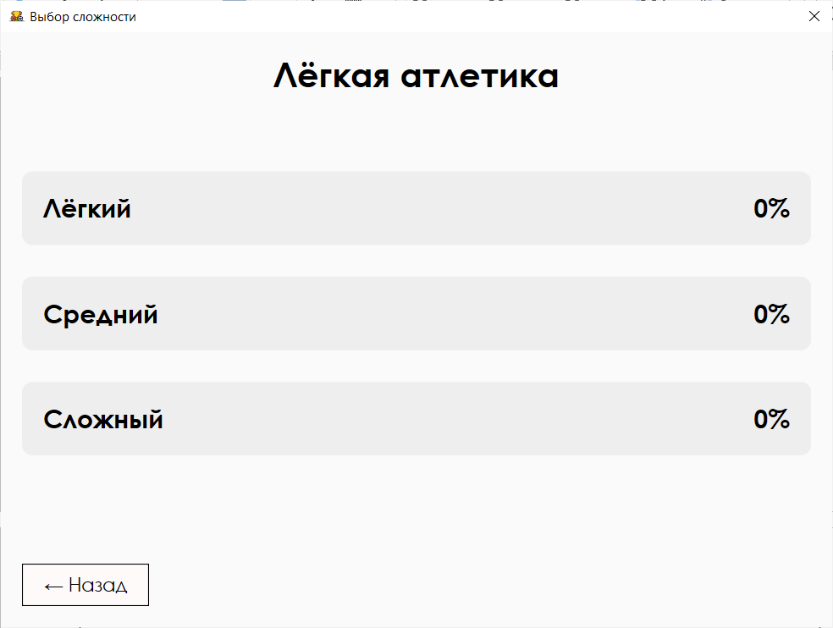 Выбор сложности
Лёгкая атлетика
Лёгкий 0%
Средний 0%
Сложный 0%
← Назад